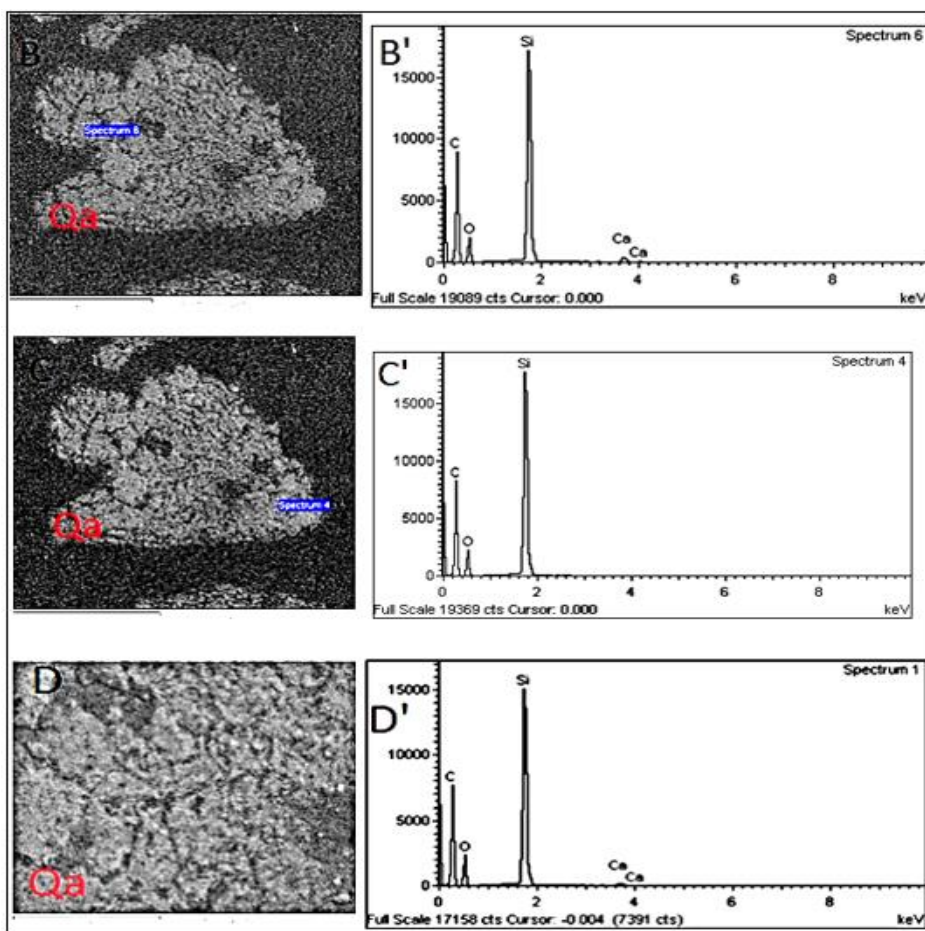 B
Spectrum 6
Qa
B'
Spectrum 6
Si
15000
10000
C
5000
O
Ca
Ca
0
0 2 4 6 8
Full Scale 19089 cts Cursor: 0.000
keV
C
Spectrum 4
Qa
C'
Spectrum 4
Si
15000
10000
C
5000
O
0
0 2 4 6 8
Full Scale 19369 cts Cursor: 0.000
keV
D
Qa
D'
Spectrum 1
Si
15000
10000
C
5000
O
Ca
Ca
0
0 2 4 6 8
Full Scale 17158 cts Cursor: -0.004 (7391 cts)
keV